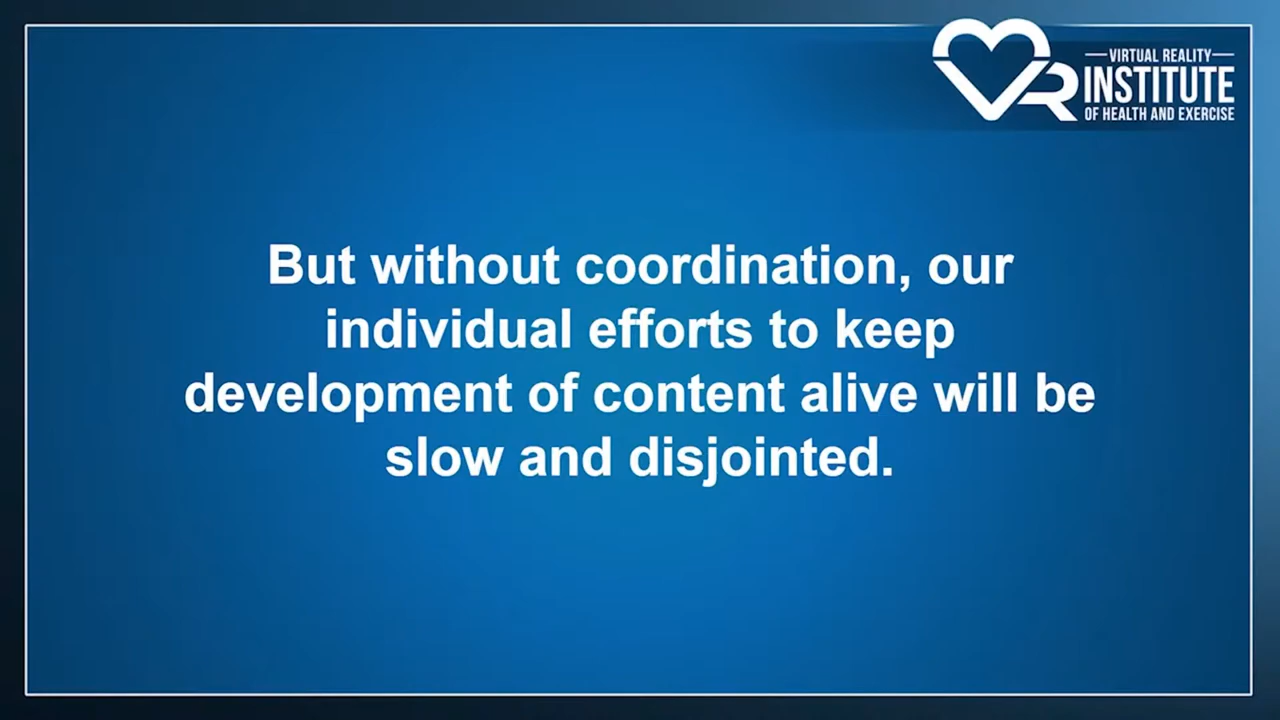 VIRTUAL REALITY
INSTITUTE
OF HEALTH AND EXERCISE
But without coordination, our
individual efforts to keep
development of content alive will be
slow and disjointed.